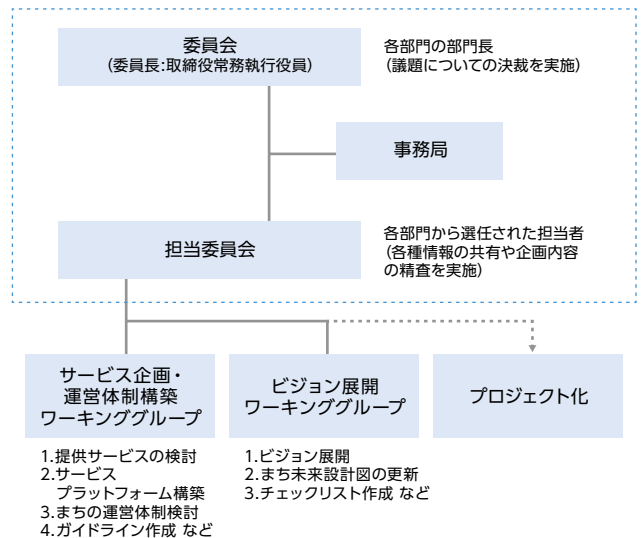 委員会
(委員長:取締役常務執行役員)
各部門の部門長
(議題についての決裁を実施)
事務局
担当委員会
各部門から選任された担当者
(各種情報の共有や企画内容
の精査を実施)
サービス企画・
運営体制構築
ワーキンググループ
1.提供サービスの検討
2.サービス
プラットフォーム構築
3.まちの運営体制検討
4.ガイドライン作成 など
ビジョン展開
ワーキンググループ
1.ビジョン展開
2.まち未来設計図の更新
3.チェックリスト作成 など
プロジェクト化